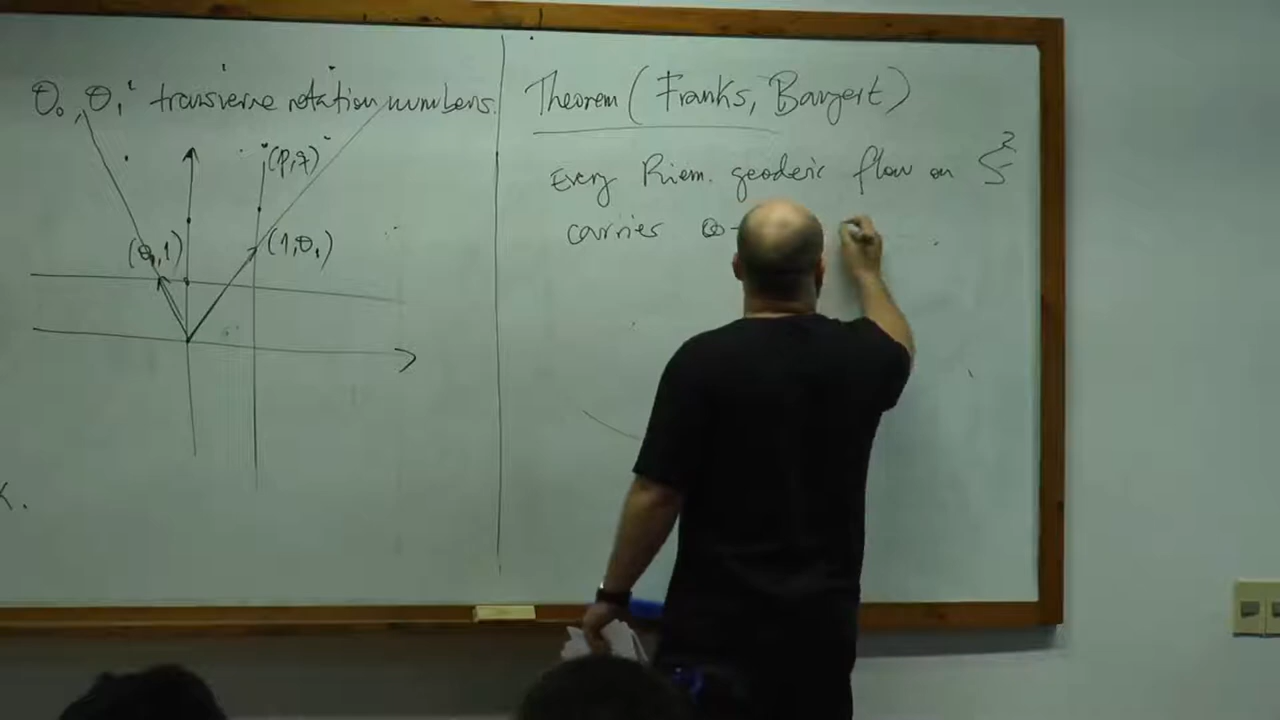 θ₀, θ₁: transverse rotation numbers.
(p,q)
(θ₀,1)
(1,θ₁)
Theorem (Franks, Bangert)
Every Riem. geodesic flow on S²
carries ∞-